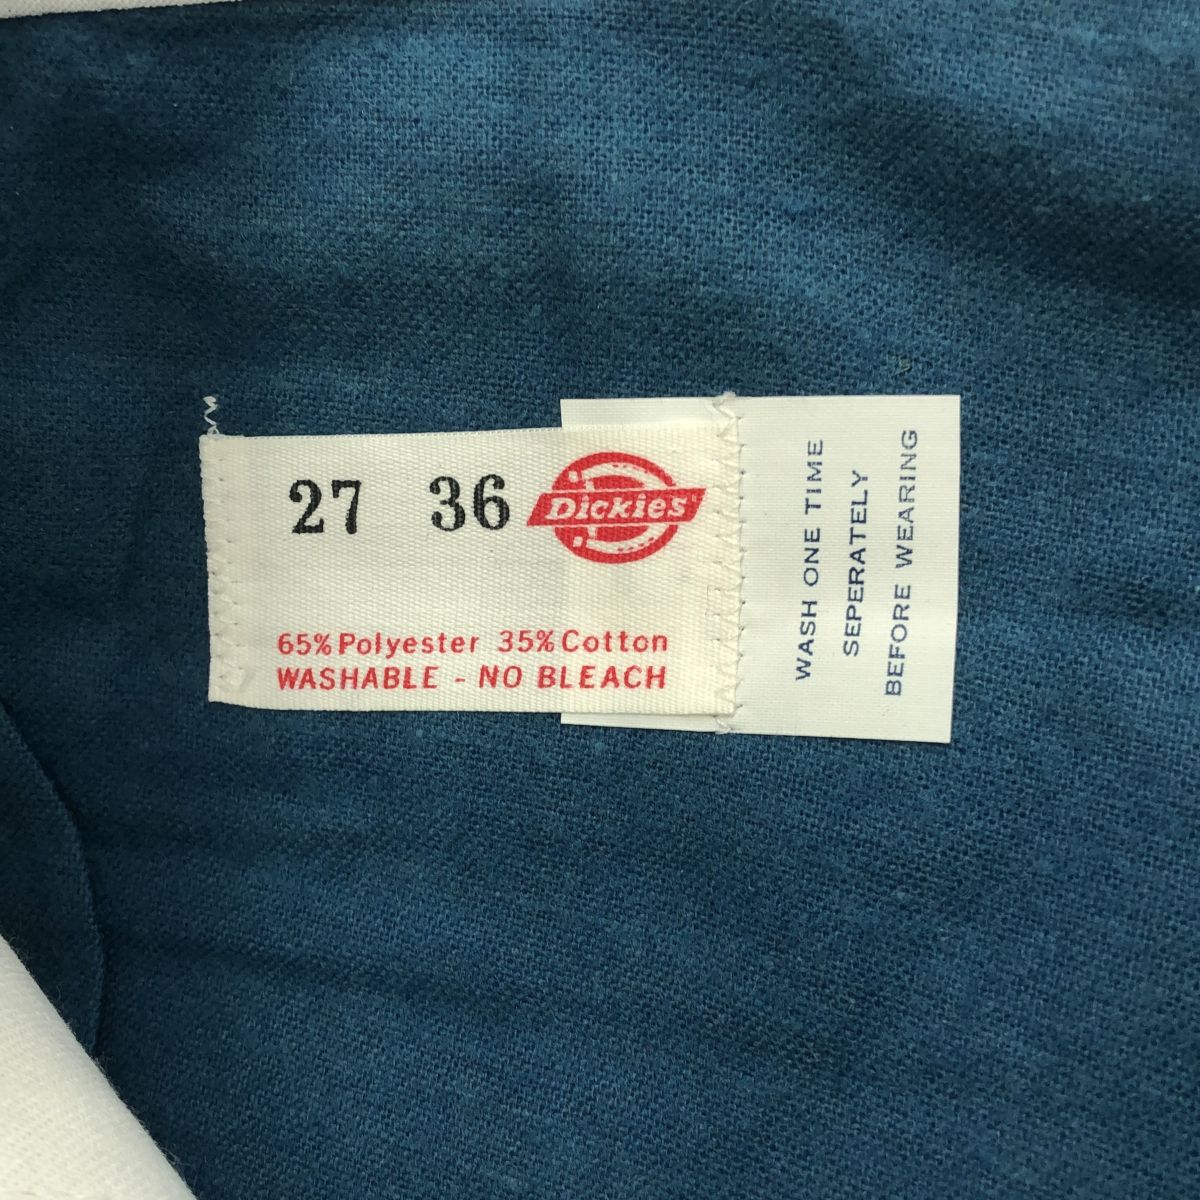 27 36 Dickies
65% Polyester 35% Cotton
WASHABLE - NO BLEACH
WASH ONE TIME
SEPERATELY
BEFORE WEARING